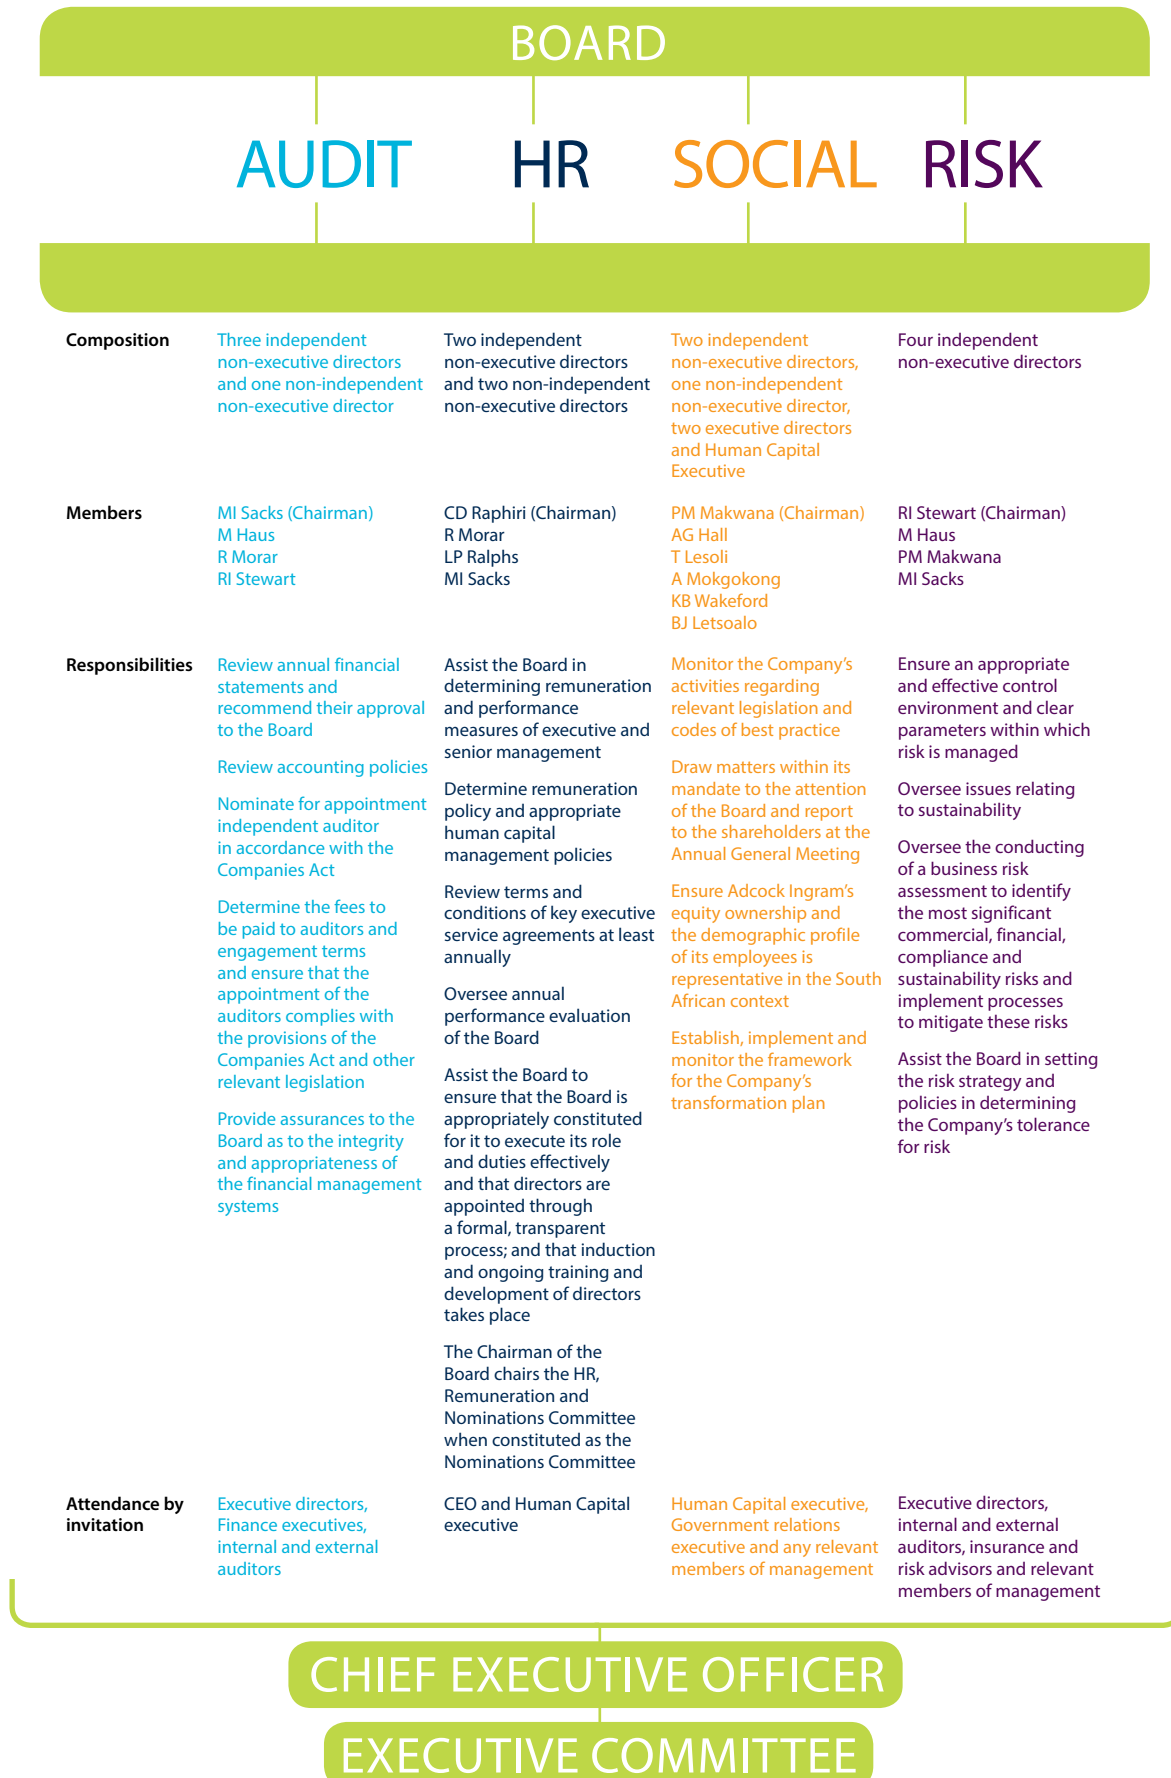 BOARD
AUDIT
HR
SOCIAL
RISK
Composition
Three independent
non-executive directors
and one non-independent
non-executive director
Two independent
non-executive directors
and two non-independent
non-executive directors
Two independent
non-executive directors,
one non-independent
non-executive director,
two executive directors
and Human Capital
Executive
Four independent
non-executive directors
Members
MI Sacks (Chairman)
M Haus
R Morar
RI Stewart
CD Raphiri (Chairman)
R Morar
LP Ralphs
MI Sacks
PM Makwana (Chairman)
AG Hall
T Lesoli
A Mokgokong
KB Wakeford
BJ Letsoalo
RI Stewart (Chairman)
M Haus
PM Makwana
MI Sacks
Responsibilities
Review annual financial
statements and
recommend their approval
to the Board
Review accounting policies
Nominate for appointment
independent auditor
in accordance with the
Companies Act
Determine the fees to
be paid to auditors and
engagement terms
and ensure that the
appointment of the
auditors complies with
the provisions of the
Companies Act and other
relevant legislation
Provide assurances to the
Board as to the integrity
and appropriateness of
the financial management
systems
Assist the Board in
determining remuneration
and performance
measures of executive and
senior management
Determine remuneration
policy and appropriate
human capital
management policies
Review terms and
conditions of key executive
service agreements at least
annually
Oversee annual
performance evaluation
of the Board
Assist the Board to
ensure that the Board is
appropriately constituted
for it to execute its role
and duties effectively
and that directors are
appointed through
a formal, transparent
process; and that induction
and ongoing training and
development of directors
takes place
The Chairman of the
Board chairs the HR,
Remuneration and
Nominations Committee
when constituted as the
Nominations Committee
Monitor the Company's
activities regarding
relevant legislation and
codes of best practice
Draw matters within its
mandate to the attention
of the Board and report
to the shareholders at the
Annual General Meeting
Ensure Adcock Ingram's
equity ownership and
the demographic profile
of its employees is
representative in the South
African context
Establish, implement and
monitor the framework
for the Company's
transformation plan
Ensure an appropriate
and effective control
environment and clear
parameters within which
risk is managed
Oversee issues relating
to sustainability
Oversee the conducting
of a business risk
assessment to identify
the most significant
commercial, financial,
compliance and
sustainability risks and
implement processes
to mitigate these risks
Assist the Board in setting
the risk strategy and
policies in determining
the Company's tolerance
for risk
Attendance by
invitation
Executive directors,
Finance executives,
internal and external
auditors
CEO and Human Capital
executive
Human Capital executive,
Government relations
executive and any relevant
members of management
Executive directors,
internal and external
auditors, insurance and
risk advisors and relevant
members of management
CHIEF EXECUTIVE OFFICER
EXECUTIVE COMMITTEE